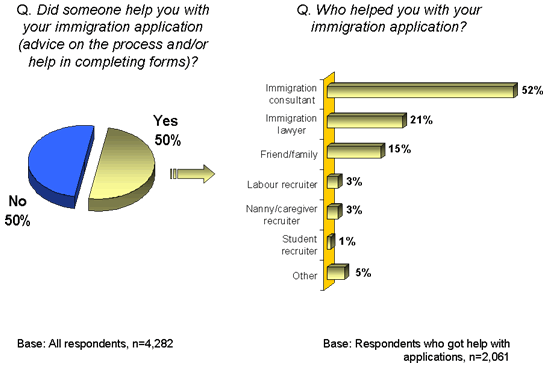 Q. Did someone help you with
your immigration application
(advice on the process and/or
help in completing forms)?
Yes
50%
No
50%
Base: All respondents, n=4,282
Q. Who helped you with your
immigration application?
Immigration
consultant
52%
Immigration
lawyer
21%
Friend/family
15%
Labour recruiter
3%
Nanny/caregiver
recruiter
3%
Student
recruiter
1%
Other
5%
Base: Respondents who got help with
applications, n=2,061